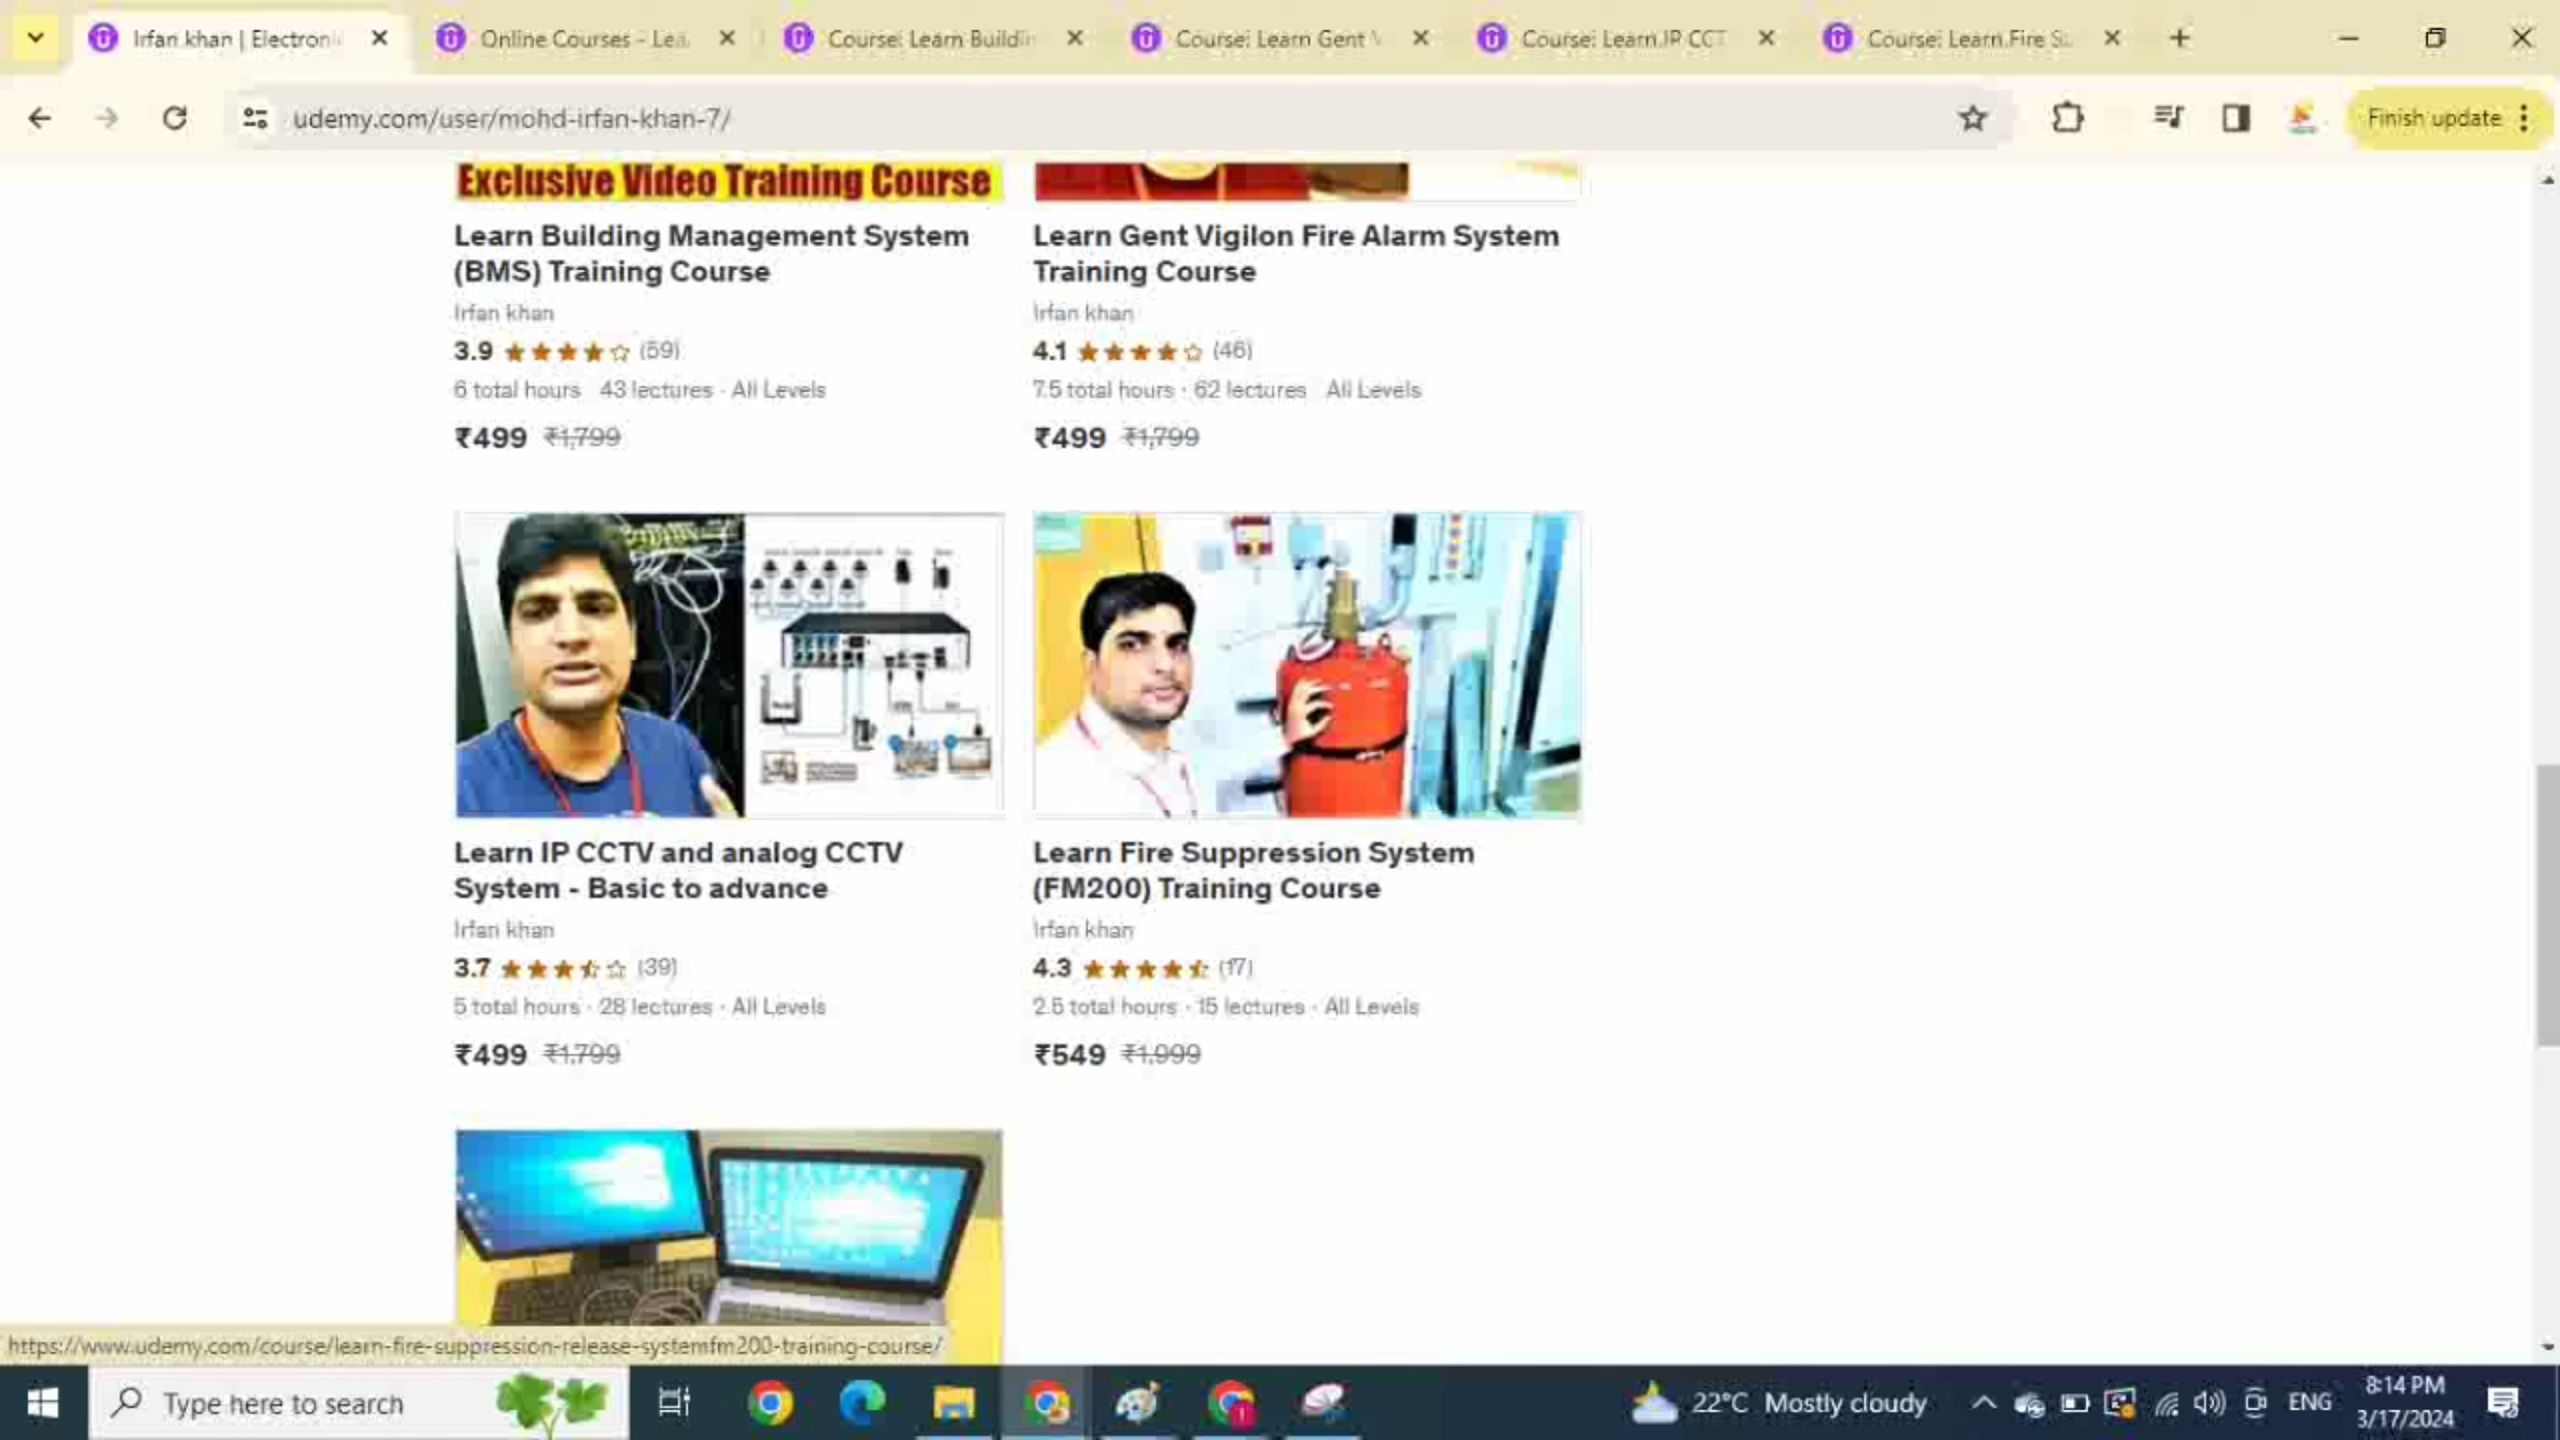 Irfan khan | Electroni
Online Courses - Lea
Course: Learn Buildin
Course: Learn Gent V
Course: Learn IP CCT
Course: Learn Fire Su
udemy.com/user/mohd-irfan-khan-7/
Finish update
Exclusive Video Training Course
Learn Building Management System
(BMS) Training Course
Irfan khan
3.9 (59)
6 total hours · 43 lectures · All Levels
₹499 ₹1,799
Learn Gent Vigilon Fire Alarm System
Training Course
Irfan khan
4.1 (46)
7.5 total hours · 62 lectures · All Levels
₹499 ₹1,799
Learn IP CCTV and analog CCTV
System - Basic to advance
Irfan khan
3.7 (39)
5 total hours · 28 lectures · All Levels
₹499 ₹1,799
Learn Fire Suppression System
(FM200) Training Course
Irfan khan
4.3 (17)
2.5 total hours · 15 lectures · All Levels
₹549 ₹1,999
https://www.udemy.com/course/learn-fire-suppression-release-systemfm200-training-course/
Type here to search
22°C Mostly cloudy
ENG
8:14 PM
3/17/2024